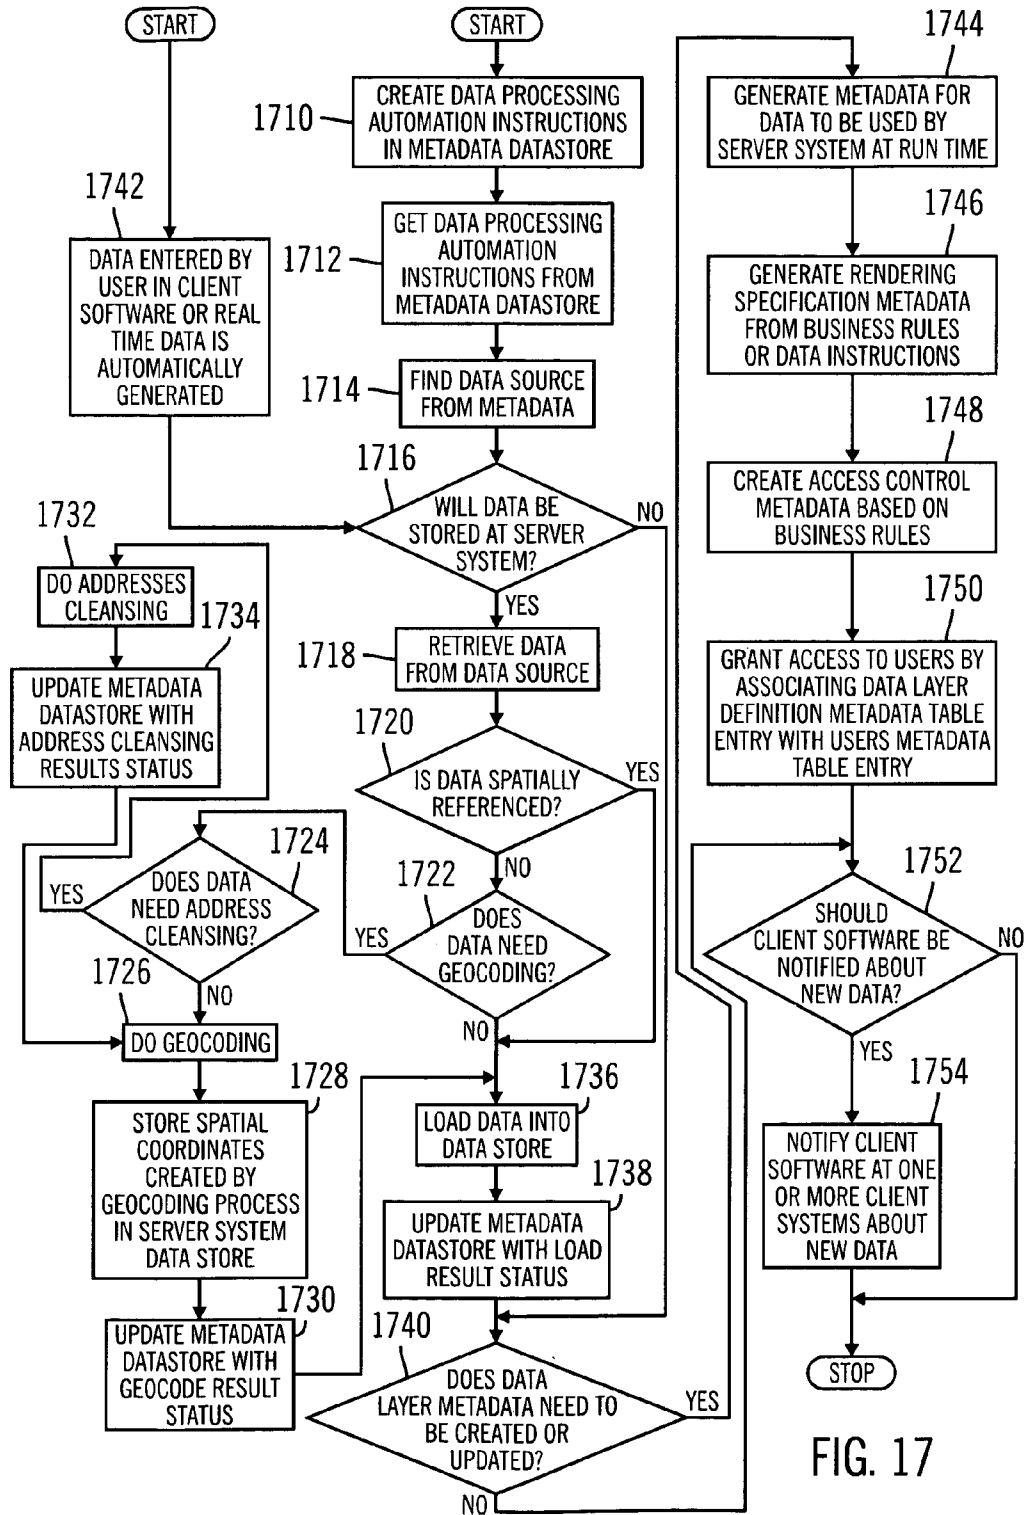 START
1742
DATA ENTERED BY
USER IN CLIENT
SOFTWARE OR REAL
TIME DATA IS
AUTOMATICALLY
GENERATED
START
1710
CREATE DATA PROCESSING
AUTOMATION INSTRUCTIONS
IN METADATA DATASTORE
1712
GET DATA PROCESSING
AUTOMATION
INSTRUCTIONS FROM
METADATA DATASTORE
1714
FIND DATA SOURCE
FROM METADATA
1716
WILL DATA BE
STORED AT SERVER
SYSTEM?
NO
YES
1718
RETRIEVE DATA
FROM DATA SOURCE
1720
IS DATA SPATIALLY
REFERENCED?
YES
NO
1722
DOES
DATA NEED
GEOCODING?
YES
NO
1732
DO ADDRESSES
CLEANSING
1734
UPDATE METADATA
DATASTORE WITH
ADDRESS CLEANSING
RESULTS STATUS
1724
DOES DATA
NEED ADDRESS
CLEANSING?
YES
NO
1726
DO GEOCODING
1728
STORE SPATIAL
COORDINATES
CREATED BY
GEOCODING PROCESS
IN SERVER SYSTEM
DATA STORE
1730
UPDATE METADATA
DATASTORE WITH
GEOCODE RESULT
STATUS
1736
LOAD DATA INTO
DATA STORE
1738
UPDATE METADATA
DATASTORE WITH LOAD
RESULT STATUS
1740
DOES DATA
LAYER METADATA NEED TO
BE CREATED OR
UPDATED?
YES
NO
1744
GENERATE METADATA FOR
DATA TO BE USED BY
SERVER SYSTEM AT RUN TIME
1746
GENERATE RENDERING
SPECIFICATION METADATA
FROM BUSINESS RULES
OR DATA INSTRUCTIONS
1748
CREATE ACCESS CONTROL
METADATA BASED ON
BUSINESS RULES
1750
GRANT ACCESS TO USERS BY
ASSOCIATING DATA LAYER
DEFINITION METADATA TABLE
ENTRY WITH USERS METADATA
TABLE ENTRY
1752
SHOULD
CLIENT SOFTWARE BE
NOTIFIED ABOUT
NEW DATA?
NO
YES
1754
NOTIFY CLIENT
SOFTWARE AT ONE
OR MORE CLIENT
SYSTEMS ABOUT
NEW DATA
STOP
FIG. 17